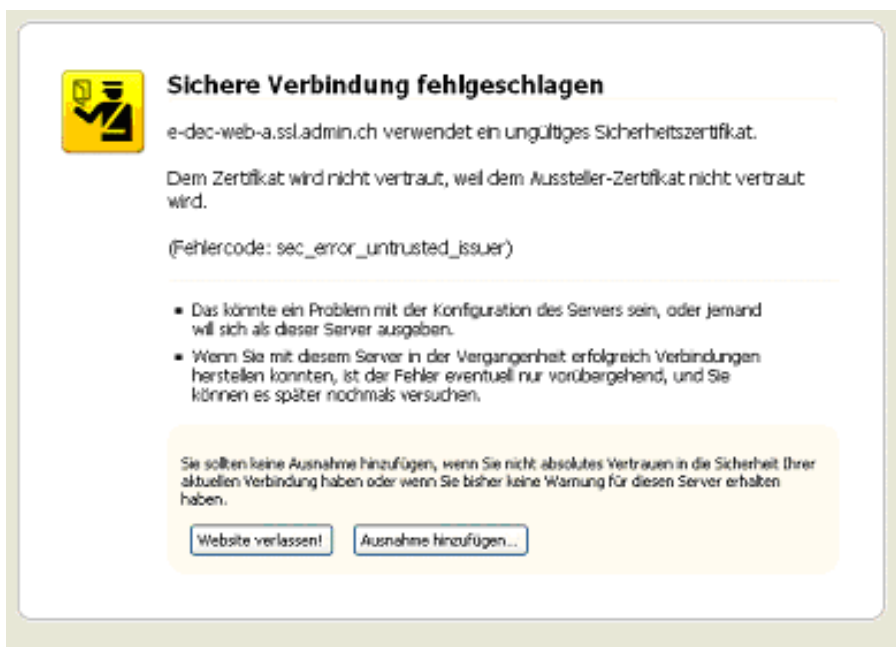 Sichere Verbindung fehlgeschlagen
e-dec-web-a.ssl.admin.ch verwendet ein ungültiges Sicherheitszertifikat.
Dem Zertifikat wird nicht vertraut, weil dem Aussteller-Zertifikat nicht vertraut
wird.
(Fehlercode: sec_error_untrusted_issuer)
▪ Das könnte ein Problem mit der Konfiguration des Servers sein, oder jemand
will sich als dieser Server ausgeben.
▪ Wenn Sie mit diesem Server in der Vergangenheit erfolgreich Verbindungen
herstellen konnten, ist der Fehler eventuell nur vorübergehend, und Sie
können es später nochmals versuchen.
Sie sollten keine Ausnahme hinzufügen, wenn Sie nicht absolutes Vertrauen in die Sicherheit Ihrer
aktuellen Verbindung haben oder wenn Sie bisher keine Warnung für diesen Server erhalten
haben.
Website verlassen! Ausnahme hinzufügen...